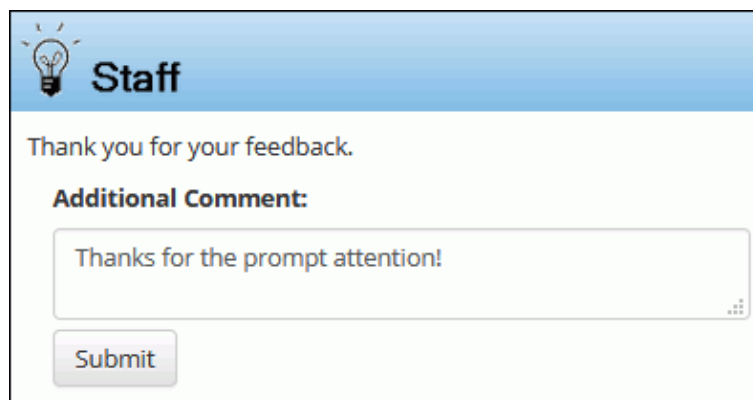 Staff
Thank you for your feedback.
Additional Comment:
Thanks for the prompt attention!
Submit